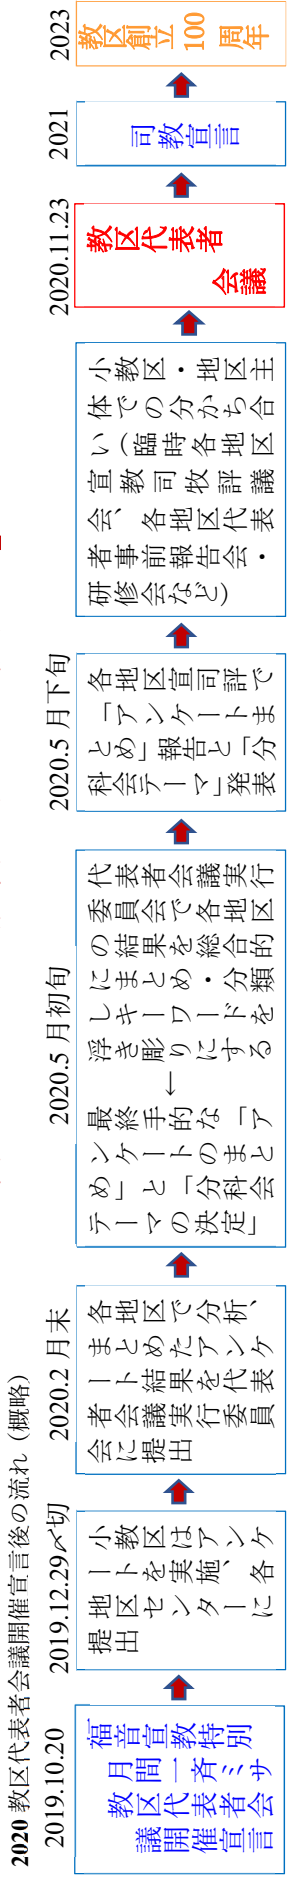 2020 教区代表者会議開催宣言後の流れ（概略）
2019.10.20
福音宣教特別
月間一斉ミサ
教区代表者会
議開催宣言
2019.12.29〆切
小教区はアンケ
ートを実施、各
地区センターに
提出
2020.2 月末
各地区で分析、
まとめたアンケ
ート結果を代表
者会議実行委員
会に提出
2020.5 月初旬
代表者会議実行
委員会で各地区
の結果を総合的
にまとめ・分類
しキーワードを
浮き彫りにする
←
最終手的な「ア
ンケートのまと
め」と「分科会
テーマの決定」
2020.5 月下旬
各地区宣司評で
「アンケートま
とめ」報告と「分
科会テーマ」発表
小教区・地区主
体での分かち合
い（臨時各地区
宣教司牧評議
会、各地区代表
者事前報告会・
研修会など）
2020.11.23
教区代表者
会議
2021
司教宣言
2023
教区創立 100 周年